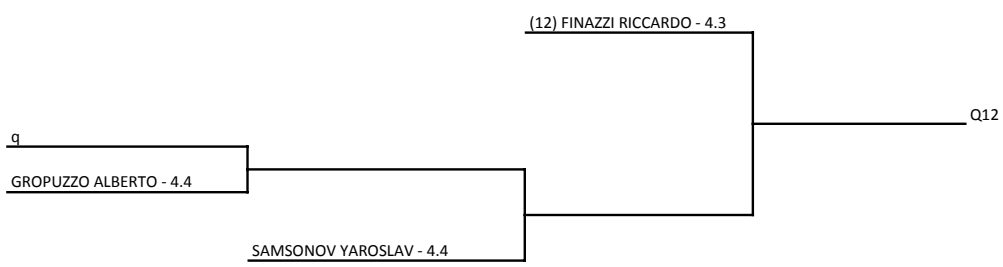 (12) FINAZZI RICCARDO - 4.3
Q12
q
GROPUZZO ALBERTO - 4.4
SAMSONOV YAROSLAV - 4.4